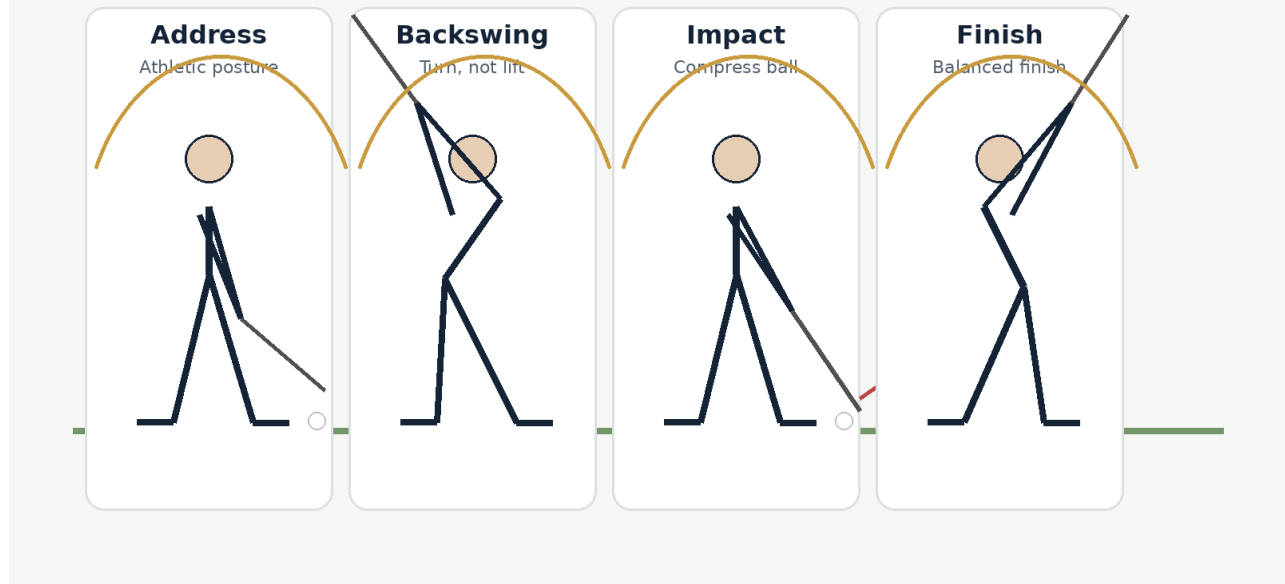 Address
Athletic posture
Backswing
Turn, not lift
Impact
Compress ball
Finish
Balanced finish